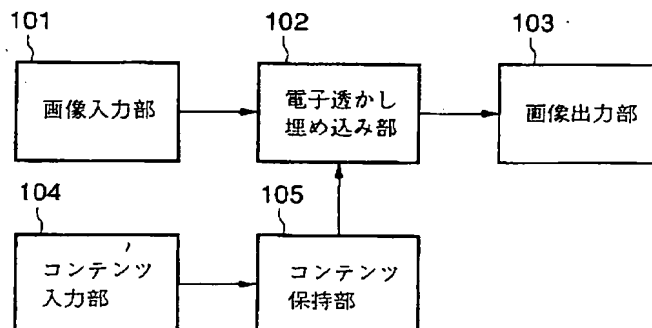 101
102
103
画像入力部
電子透かし
埋め込み部
画像出力部
104
105
コンテンツ
入力部
コンテンツ
保持部